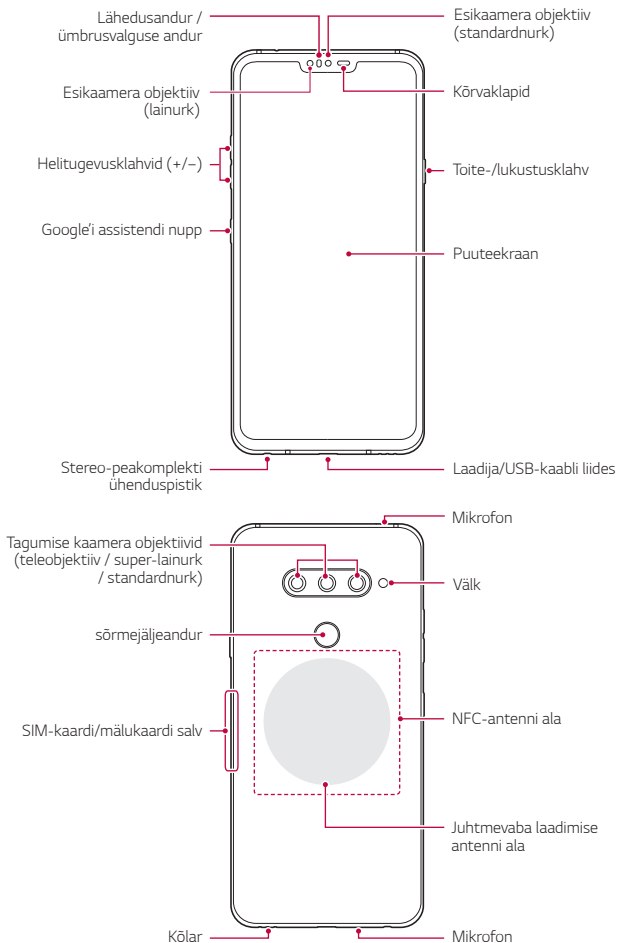 Lähedusandur /
ümbrusvalguse andur
Esikaamera objektiiv
(standardnurk)
Esikaamera objektiiv
(lainurk)
Kõrvaklapid
Helitugevusklahvid (+/–)
Toite-/lukustusklahv
Google'i assistendi nupp
Puuteekraan
Stereo-peakomplekti
ühenduspistik
Laadija/USB-kaabli liides
Mikrofon
Tagumise kaamera objektiivid
(teleobjektiiv / super-lainurk
/ standardnurk)
Välk
sõrmejäljeandur
NFC-antenni ala
SIM-kaardi/mälukaardi salv
Juhtmevaba laadimise
antenni ala
Kõlar
Mikrofon